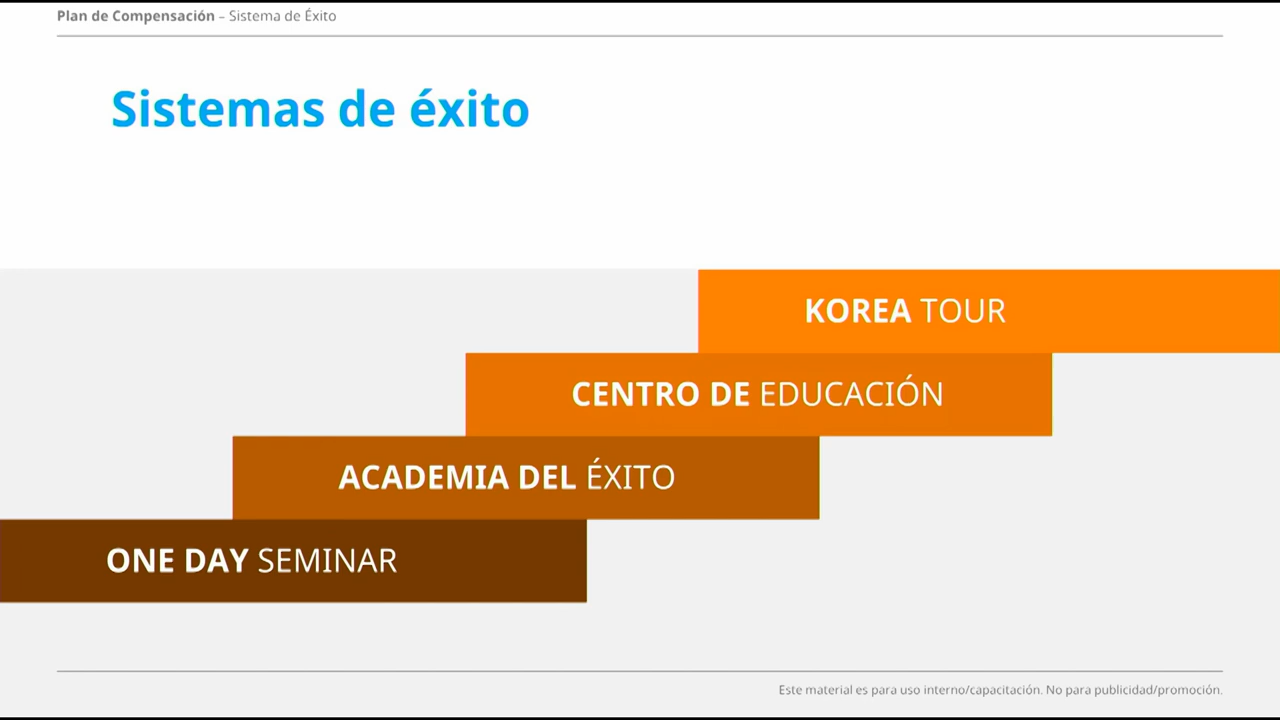 Plan de Compensación – Sistema de Éxito
Sistemas de éxito
KOREA TOUR
CENTRO DE EDUCACIÓN
ACADEMIA DEL ÉXITO
ONE DAY SEMINAR
Este material es para uso interno/capacitación. No para publicidad/promoción.